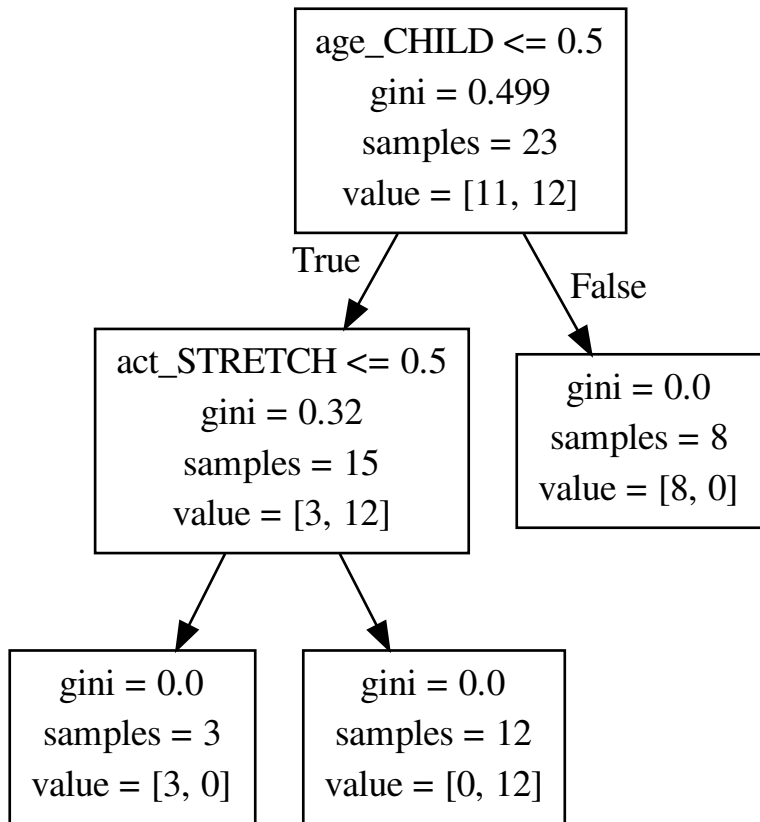 age_CHILD <= 0.5
gini = 0.499
samples = 23
value = [11, 12]
True
False
act_STRETCH <= 0.5
gini = 0.32
samples = 15
value = [3, 12]
gini = 0.0
samples = 8
value = [8, 0]
gini = 0.0
samples = 3
value = [3, 0]
gini = 0.0
samples = 12
value = [0, 12]